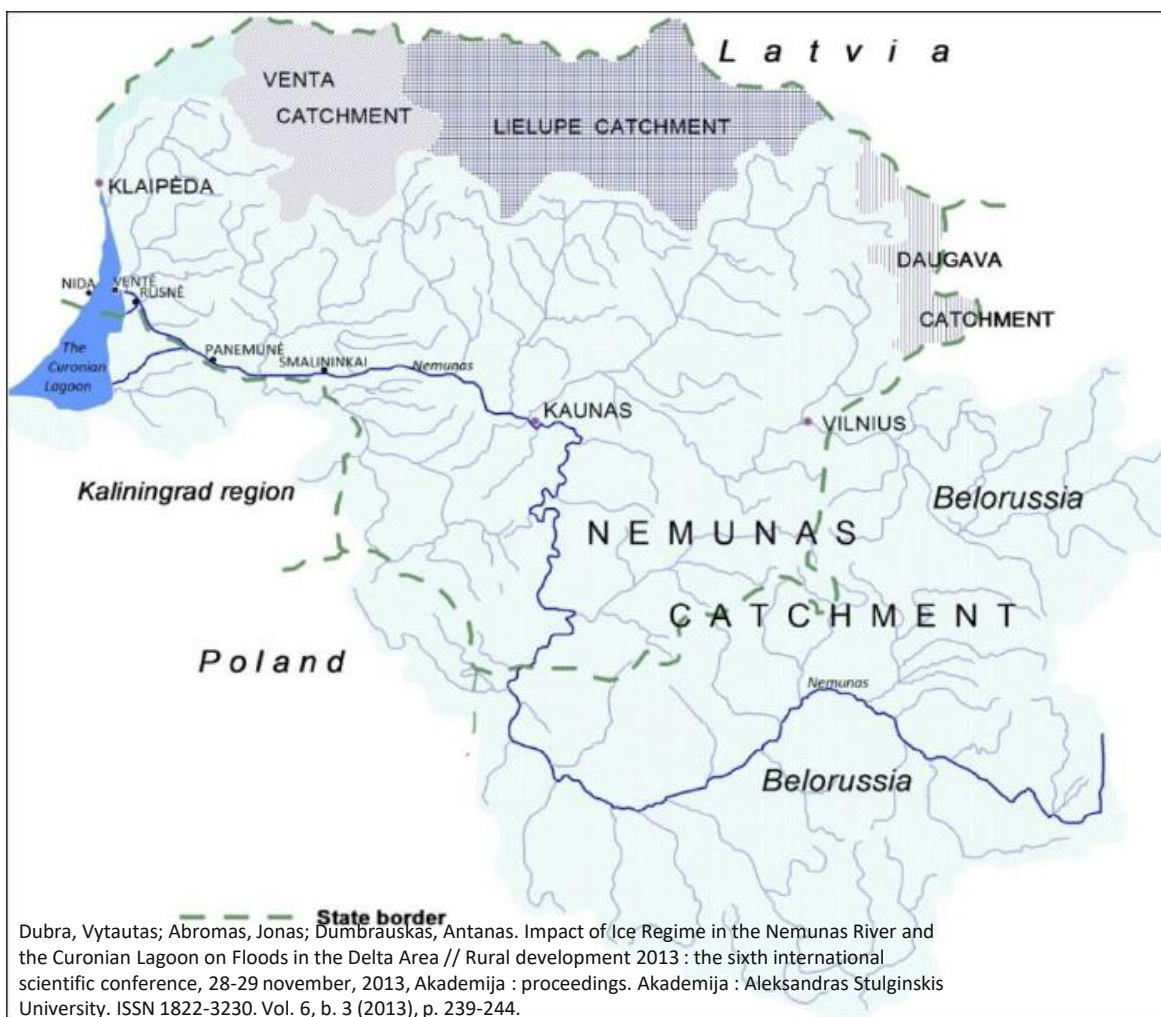 Latvia
VENTA
CATCHMENT
LIELUPE CATCHMENT
KLAIPĖDA
DAUGAVA
CATCHMENT
NIDA
VENTĖ
RUSNĖ
The
Curonian
Lagoon
PANEMUNĖ
SMALININKAI
Nemunas
KAUNAS
VILNIUS
Kaliningrad region
Belorussia
NEMUNAS
CATCHMENT
Poland
Nemunas
Belorussia
State border
Dubra, Vytautas; Abromas, Jonas; Dumbrauskas, Antanas. Impact of Ice Regime in the Nemunas River and
the Curonian Lagoon on Floods in the Delta Area // Rural development 2013 : the sixth international
scientific conference, 28-29 november, 2013, Akademija : proceedings. Akademija : Aleksandras Stulginskis
University. ISSN 1822-3230. Vol. 6, b. 3 (2013), p. 239-244.